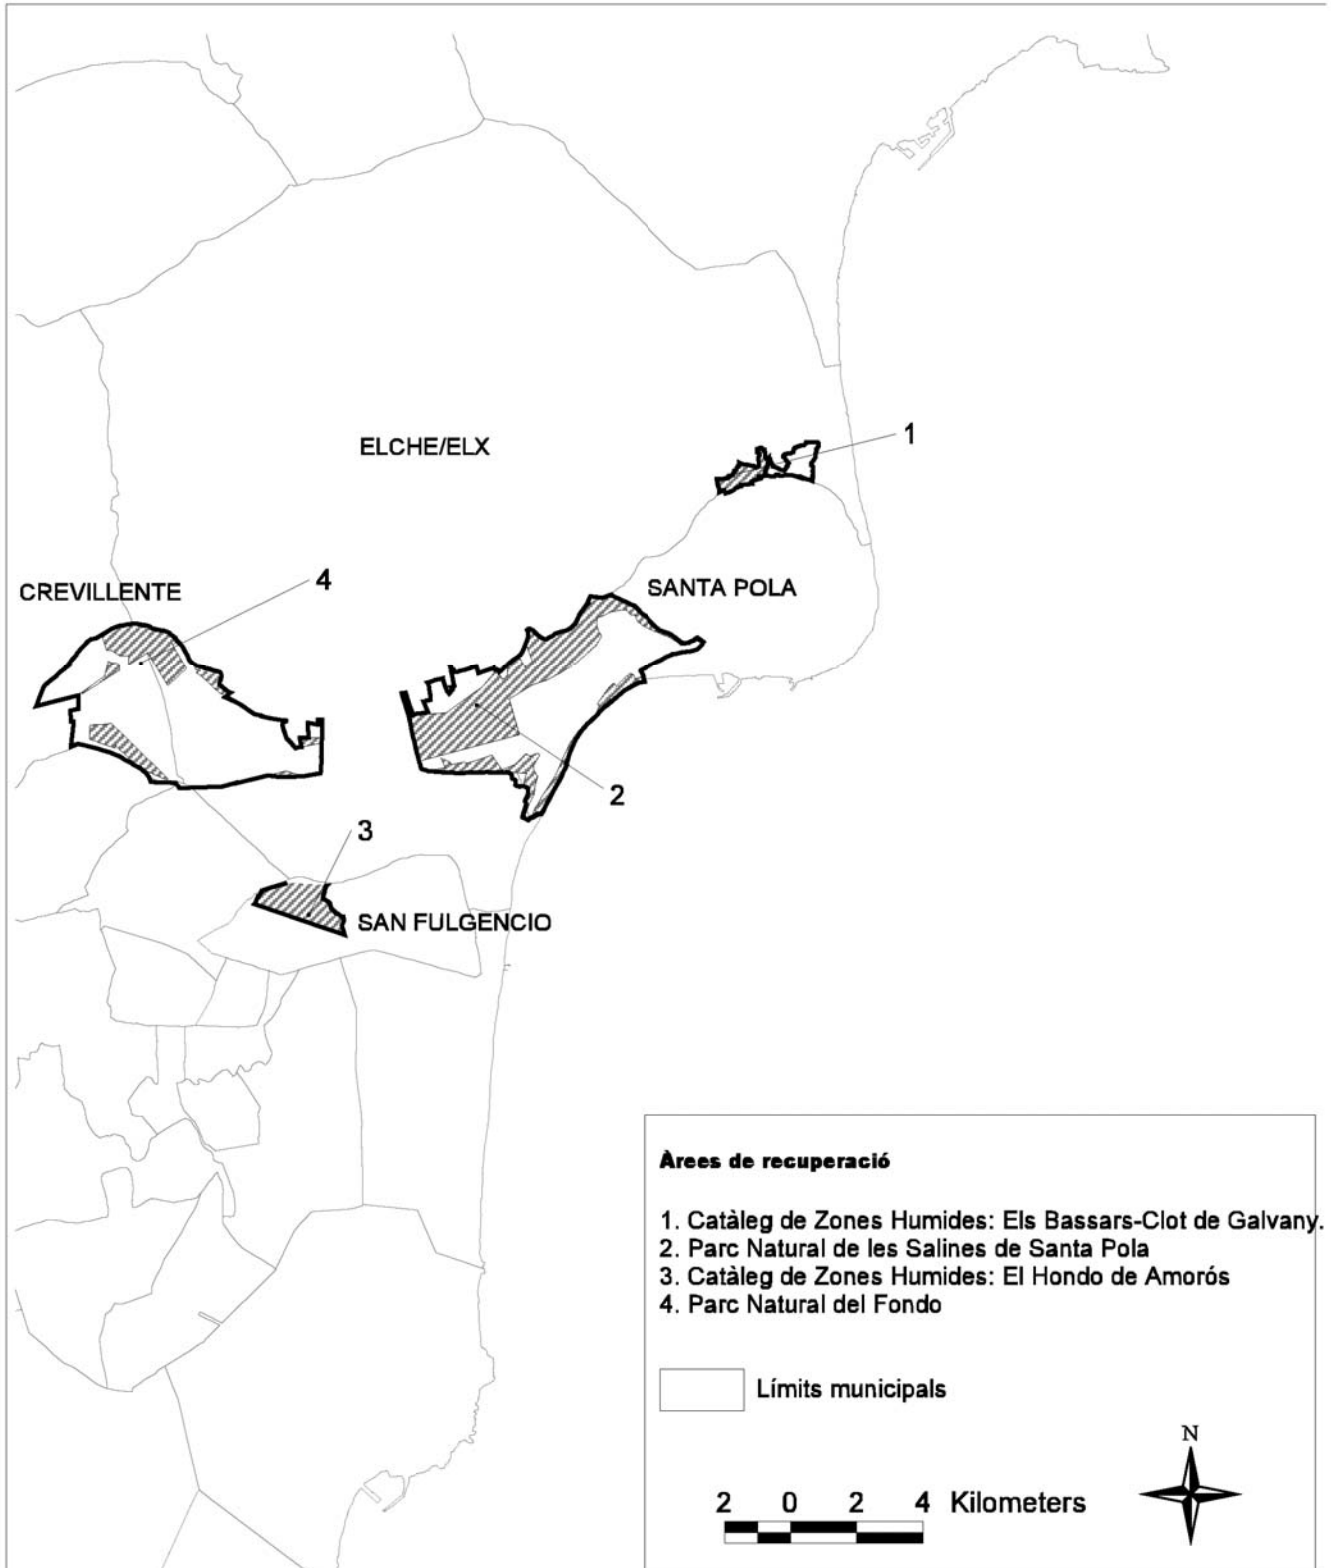 1
ELCHE/ELX
4
CREVILLENTE
SANTA POLA
2
3
SAN FULGENCIO
Àrees de recuperació
1. Catàleg de Zones Humides: Els Bassars-Clot de Galvany.
2. Parc Natural de les Salines de Santa Pola
3. Catàleg de Zones Humides: El Hondo de Amorós
4. Parc Natural del Fondo
Límits municipals
N
2 0 2 4 Kilometers